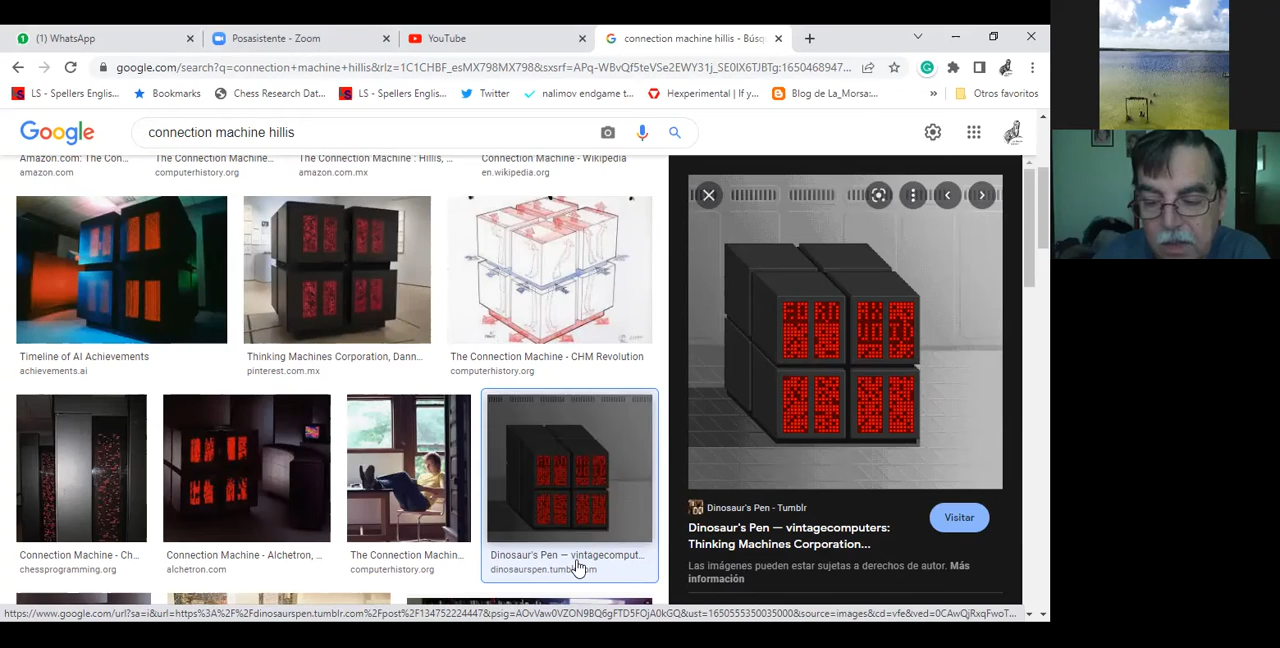 (1) WhatsApp
Posasistente - Zoom
YouTube
connection machine hillis - Búsq
google.com/search?q=connection+machine+hillis&rlz=1C1CHBF_esMX798MX798&sxsrf=APq-WBvQf5teVSe2EWY31j_SE0lX6TJBTg:1650468947...
LS - Spellers Englis...
Bookmarks
Chess Research Dat...
LS - Spellers Englis...
Twitter
nalimov endgame t...
Hexperimental | If y...
Blog de La_Morsa:...
»
Otros favoritos
Google
connection machine hillis
Amazon.com: The Con...
The Connection Machine...
The Connection Machine : Hillis, ...
Connection Machine - Wikipedia
amazon.com
computerhistory.org
amazon.com.mx
en.wikipedia.org
Timeline of AI Achievements
Thinking Machines Corporation, Dann...
The Connection Machine - CHM Revolution
achievements.ai
pinterest.com.mx
computerhistory.org
Connection Machine - Ch...
Connection Machine - Alchetron, ...
The Connection Machin...
Dinosaur's Pen — vintagecomput...
chessprogramming.org
alchetron.com
computerhistory.org
Dinosaur's Pen - Tumblr
Visitar
Dinosaur's Pen — vintagecomputers:
Thinking Machines Corporation...
Las imágenes pueden estar sujetas a derechos de autor. Más
información